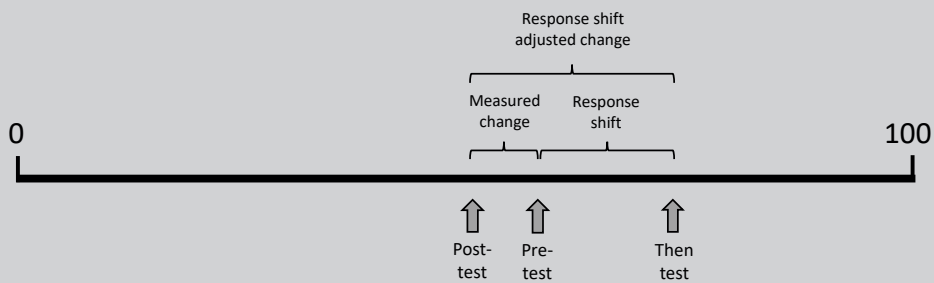 Response shift
adjusted change
Measured
change
Response
shift
0
100
Post-
test
Pre-
test
Then
test